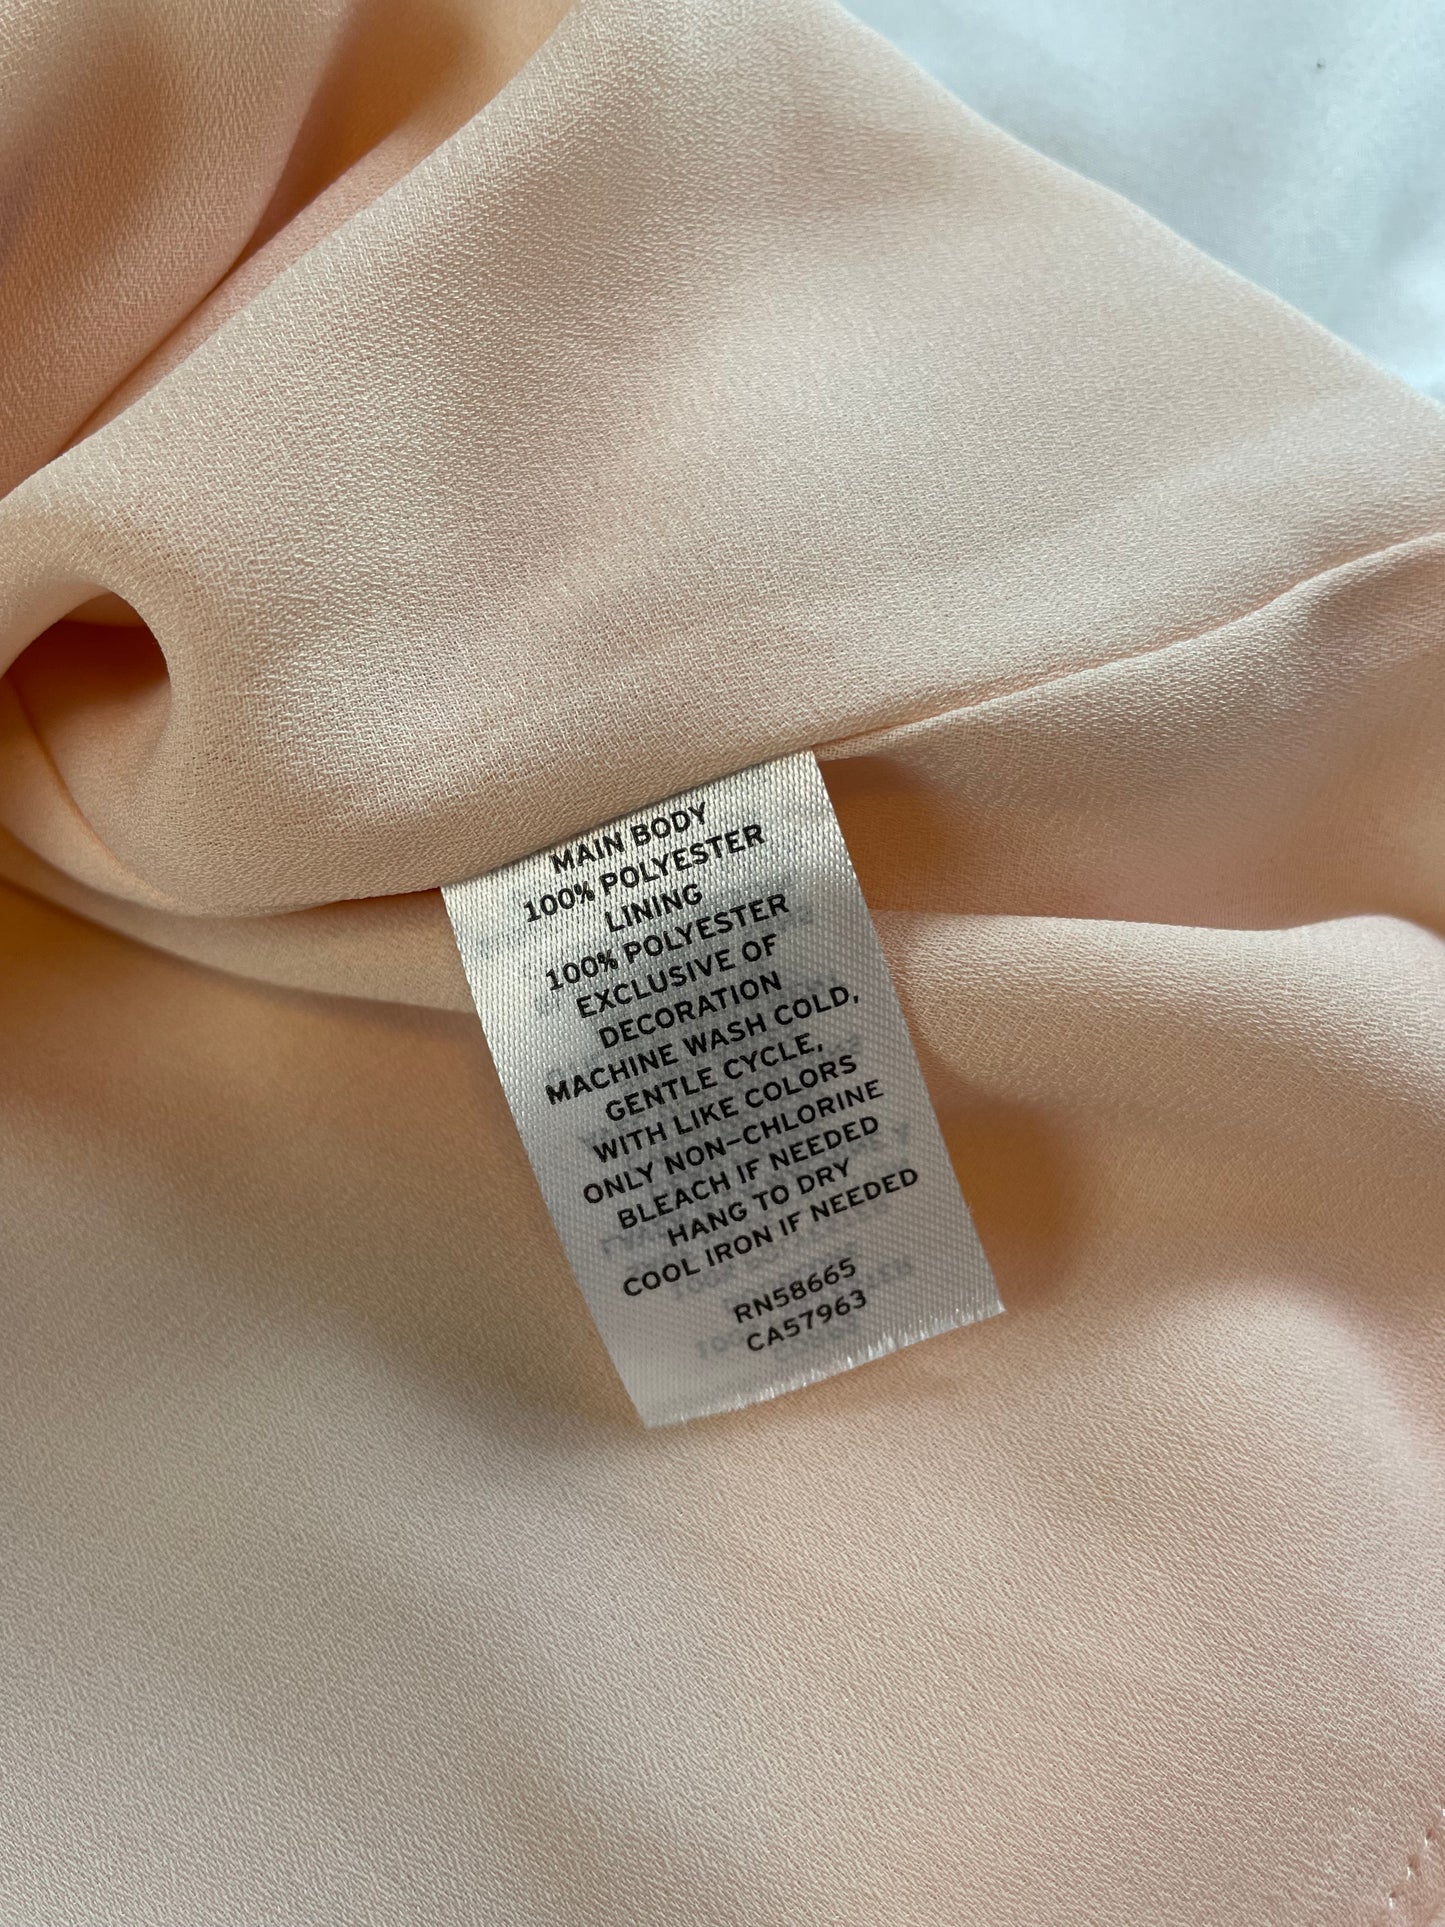 MAIN BODY
100% POLYESTER
LINING
100% POLYESTER
EXCLUSIVE OF
DECORATION
MACHINE WASH COLD,
GENTLE CYCLE,
WITH LIKE COLORS
ONLY NON-CHLORINE
BLEACH IF NEEDED
HANG TO DRY
COOL IRON IF NEEDED
RN58665
CA57963